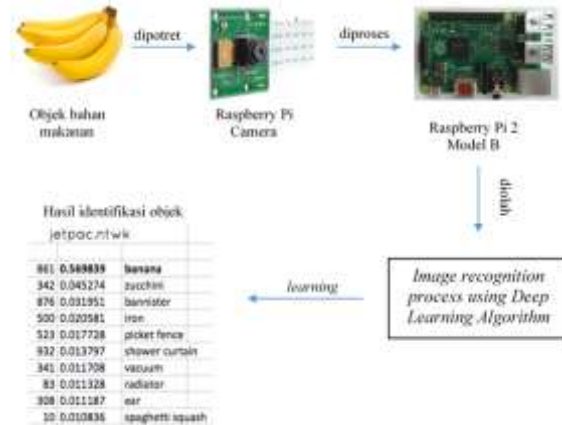 dipotret
diproses
Objek bahan
makanan
Raspberry Pi
Camera
Raspberry Pi 2
Model B
diolah
Image recognition
process using Deep
Learning Algorithm
learning
Hasil identifikasi objek
jetpac.ntwk
861 0.569839 banana
342 0.045274 zucchini
876 0.031951 bannister
500 0.020581 iron
523 0.017728 picket fence
932 0.013797 shower curtain
341 0.011708 vacuum
83 0.011328 radiator
308 0.011187 ear
10 0.010836 spaghetti squash